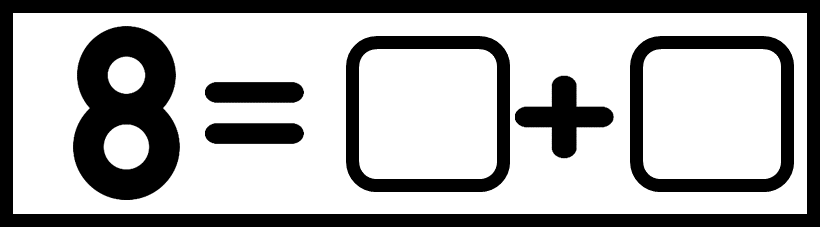 8 = □ + □